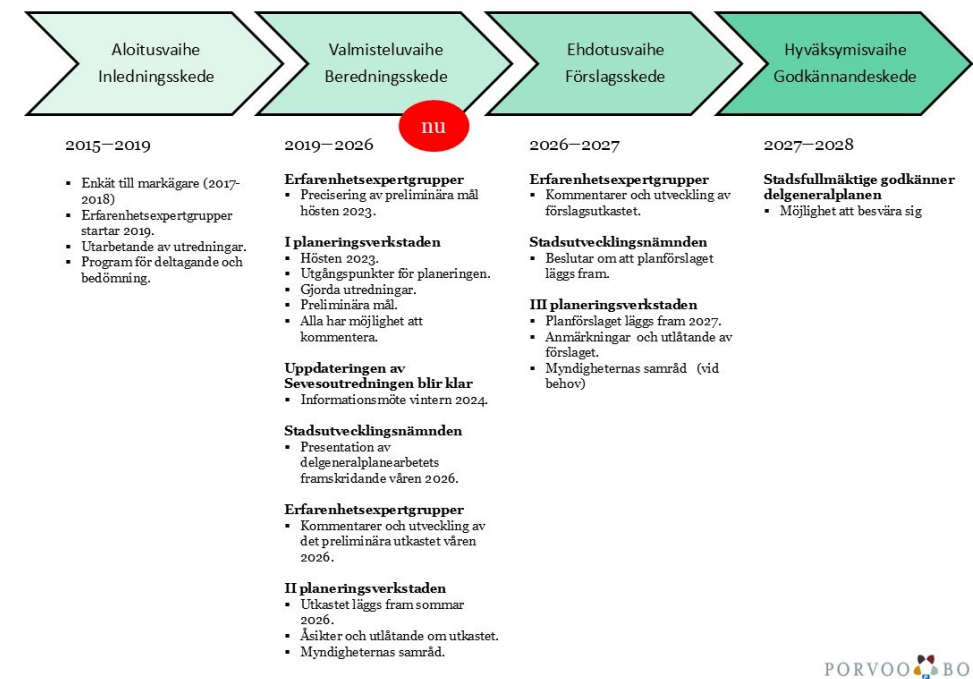 Aloitusvaihe
Inledningsskede
Valmisteluvaihe
Beredningsskede
Ehdotusvaihe
Förslagsskede
Hyväksymisvaihe
Godkännandeskede
nu
2015—2019
▪ Enkät till markägare (2017-
2018)
▪ Erfarenhetsexpertgrupper
startar 2019.
▪ Utarbetande av utredningar.
▪ Program för deltagande och
bedömning.
2019—2026
Erfarenhetsexpertgrupper
▪ Precisering av preliminära mål
hösten 2023.
I planeringsverkstaden
▪ Hösten 2023.
▪ Utgångspunkter för planeringen.
▪ Gjorda utredningar.
▪ Preliminära mål.
▪ Alla har möjlighet att
kommentera.
Uppdateringen av
Sevesoutredningen blir klar
▪ Informationsmöte vintern 2024.
Stadsutvecklingsnämnden
▪ Presentation av
delgeneralplanearbetets
framskridande våren 2026.
Erfarenhetsexpertgrupper
▪ Kommentarer och utveckling av
det preliminära utkastet våren
2026.
II planeringsverkstaden
▪ Utkastet läggs fram sommar
2026.
▪ Åsikter och utlåtande om utkastet.
▪ Myndigheternas samråd.
2026—2027
Erfarenhetsexpertgrupper
▪ Kommentarer och utveckling av
förslagsutkastet.
Stadsutvecklingsnämnden
▪ Beslutar om att planförslaget
läggs fram.
III planeringsverkstaden
▪ Planförslaget läggs fram 2027.
▪ Anmärkningar och utlåtande av
förslaget.
▪ Myndigheternas samråd (vid
behov)
2027—2028
Stadsfullmäktige godkänner
delgeneralplanen
▪ Möjlighet att besvära sig
PORVOO BO